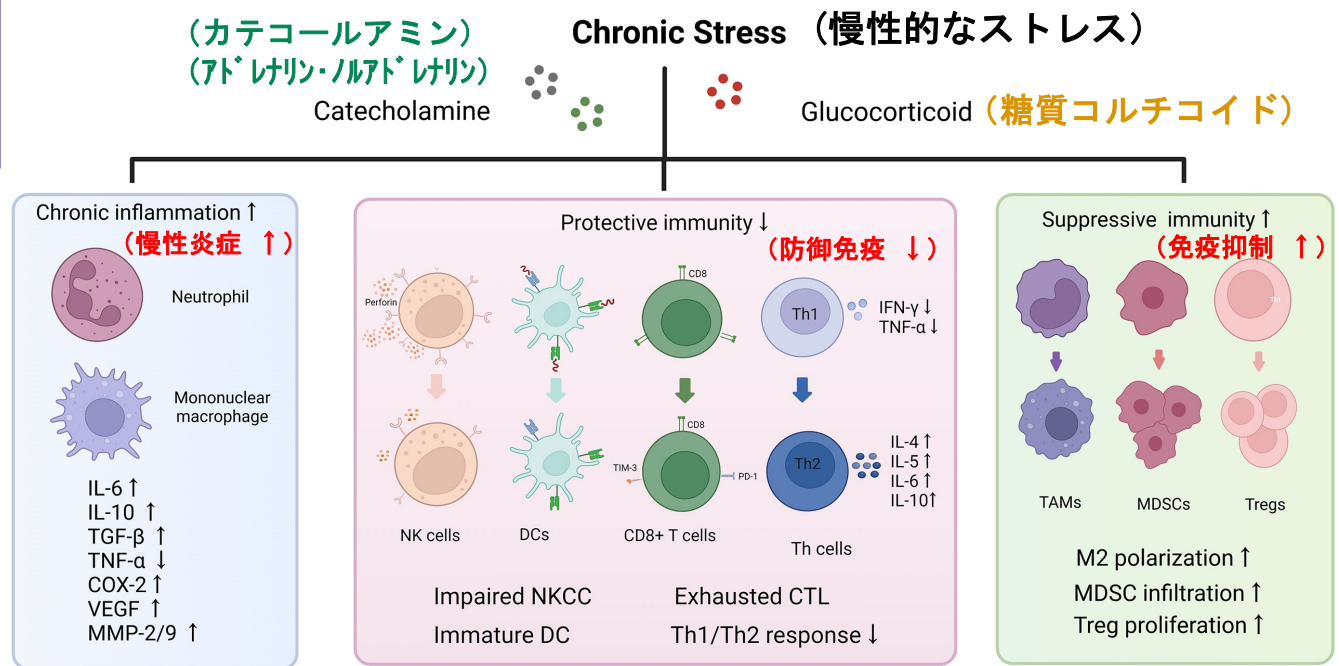 （カテコールアミン）
（ｱﾄﾞﾚﾅﾘﾝ・ﾉﾙｱﾄﾞﾚﾅﾘﾝ）
Catecholamine
Chronic Stress （慢性的なストレス）
Glucocorticoid （糖質コルチコイド）
Chronic inflammation ↑
（慢性炎症 ↑）
Neutrophil
Mononuclear
macrophage
IL-6 ↑
IL-10 ↑
TGF-β ↑
TNF-α ↓
COX-2 ↑
VEGF ↑
MMP-2/9 ↑
Protective immunity ↓
（防御免疫 ↓）
Perforin
CD8
Th1
IFN-γ ↓
TNF-α ↓
CD8
TIM-3
PD-1
Th2
IL-4 ↑
IL-5 ↑
IL-6 ↑
IL-10↑
NK cells
DCs
CD8+ T cells
Th cells
Impaired NKCC
Exhausted CTL
Immature DC
Th1/Th2 response ↓
Suppressive immunity ↑
（免疫抑制 ↑）
Th1
TAMs
MDSCs
Tregs
M2 polarization ↑
MDSC infiltration ↑
Treg proliferation ↑